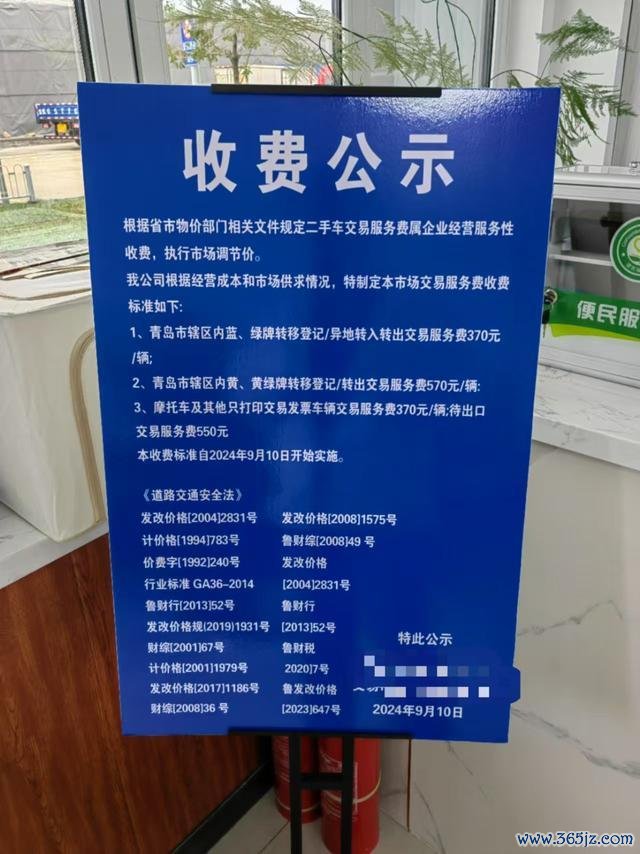 收费公示
根据省市物价部门相关文件规定二手车交易服务费属企业经营服务性
收费，执行市场调节价。
我公司根据经营成本和市场供求情况，特制定本市场交易服务费收费
标准如下：
1、青岛市辖区内蓝、绿牌转移登记/异地转入转出交易服务费370元
/辆;
2、青岛市辖区内黄、黄绿牌转移登记/转出交易服务费570元/辆:
3、摩托车及其他只打印交易发票车辆交易服务费370元/辆;待出口
交易服务费550元
本收费标准自2024年9月10日开始实施。
《道路交通安全法》
发改价格[2004]2831号 发改价格[2008]1575号
计价格[1994]783号 鲁财综[2008]49 号
价费字[1992]240号 发改价格
行业标准 GA36-2014 [2004]2831号
鲁财行[2013]52号 鲁财行
发改价格规(2019)1931号 [2013]52号
财综[2001]67号 鲁财税
计价格[2001]1979号 2020]7号
发改价格[2017]1186号 鲁发改价格
财综[2008]36 号 [2023]647号
特此公示
2024年9月10日
便民服
www.365jz.com